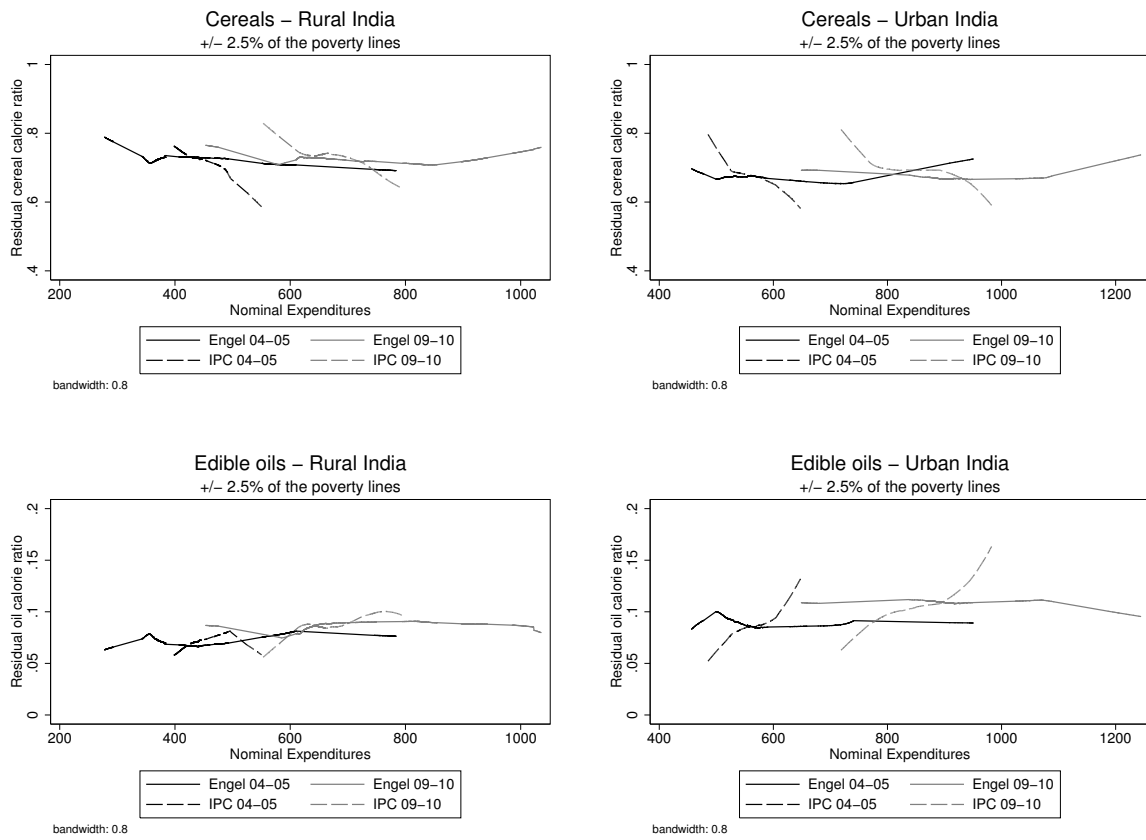 Cereals − Rural India
+/− 2.5% of the poverty lines
Residual cereal calorie ratio
1
.8
.6
.4
200 400 600 800 1000
Nominal Expenditures
Engel 04−05 Engel 09−10
IPC 04−05 IPC 09−10
bandwidth: 0.8
Cereals − Urban India
+/− 2.5% of the poverty lines
Residual cereal calorie ratio
1
.8
.6
.4
400 600 800 1000 1200
Nominal Expenditures
Engel 04−05 Engel 09−10
IPC 04−05 IPC 09−10
bandwidth: 0.8
Edible oils − Rural India
+/− 2.5% of the poverty lines
Residual oil calorie ratio
.2
.15
.1
.05
0
200 400 600 800 1000
Nominal Expenditures
Engel 04−05 Engel 09−10
IPC 04−05 IPC 09−10
bandwidth: 0.8
Edible oils − Urban India
+/− 2.5% of the poverty lines
Residual oil calorie ratio
.2
.15
.1
.05
0
400 600 800 1000 1200
Nominal Expenditures
Engel 04−05 Engel 09−10
IPC 04−05 IPC 09−10
bandwidth: 0.8